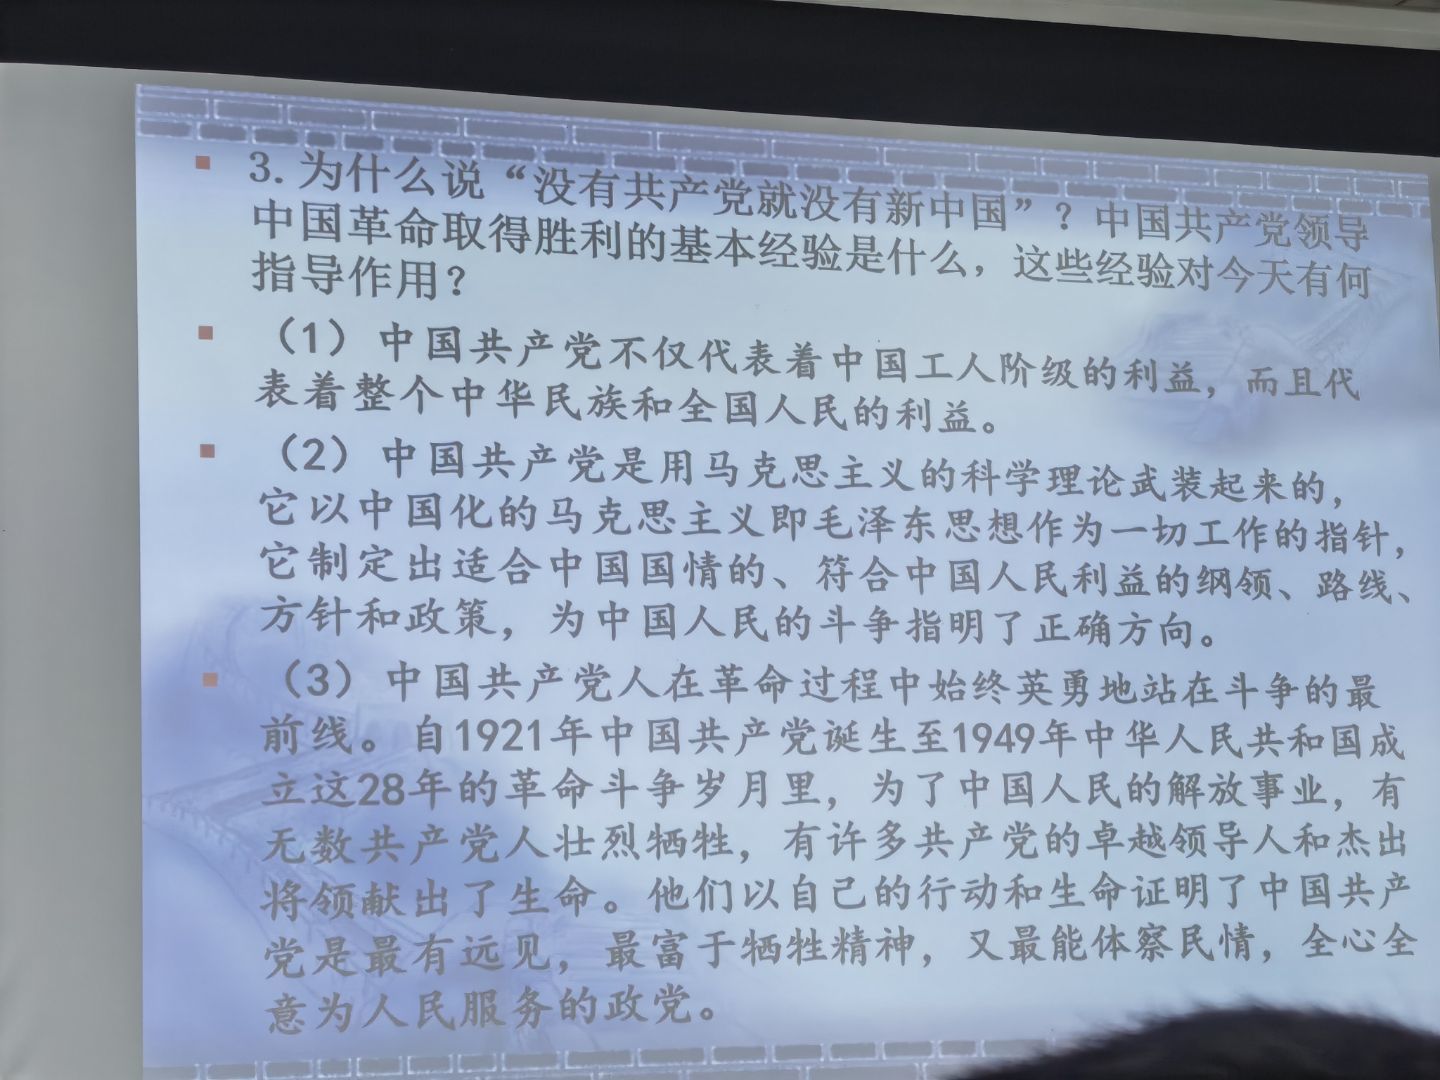 3. 为什么说“没有共产党就没有新中国”？中国共产党领导
中国革命取得胜利的基本经验是什么，这些经验对今天有何
指导作用？
（1）中国共产党不仅代表着中国工人阶级的利益，而且代
表着整个中华民族和全国人民的利益。
（2）中国共产党是用马克思主义的科学理论武装起来的，
它以中国化的马克思主义即毛泽东思想作为一切工作的指针，
它制定出适合中国国情的、符合中国人民利益的纲领、路线、
方针和政策，为中国人民的斗争指明了正确方向。
（3）中国共产党人在革命过程中始终英勇地站在斗争的最
前线。自1921年中国共产党诞生至1949年中华人民共和国成
立这28年的革命斗争岁月里，为了中国人民的解放事业，有
无数共产党人壮烈牺牲，有许多共产党的卓越领导人和杰出
将领献出了生命。他们以自己的行动和生命证明了中国共产
党是最有远见，最富于牺牲精神，又最能体察民情，全心全
意为人民服务的政党。